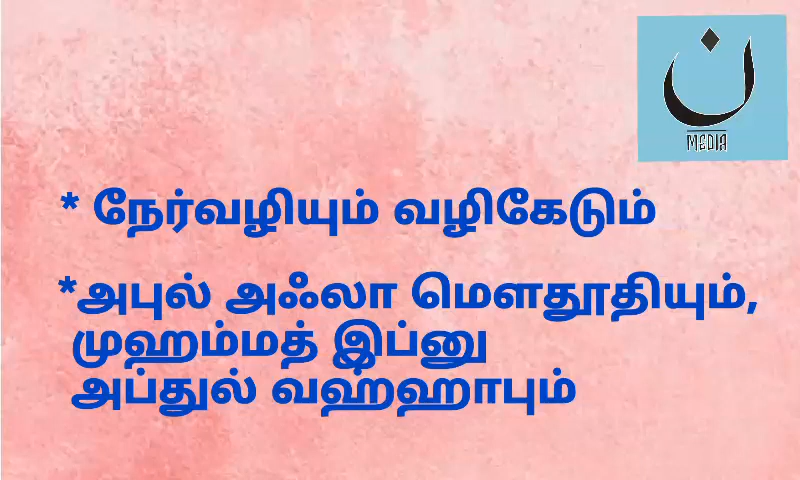 ن
MEDIA
* நேர்வழியும் வழிகேடும்
*அபுல் அஃலா மௌதூதியும்,
முஹம்மத் இப்னு
அப்துல் வஹ்ஹாபும்